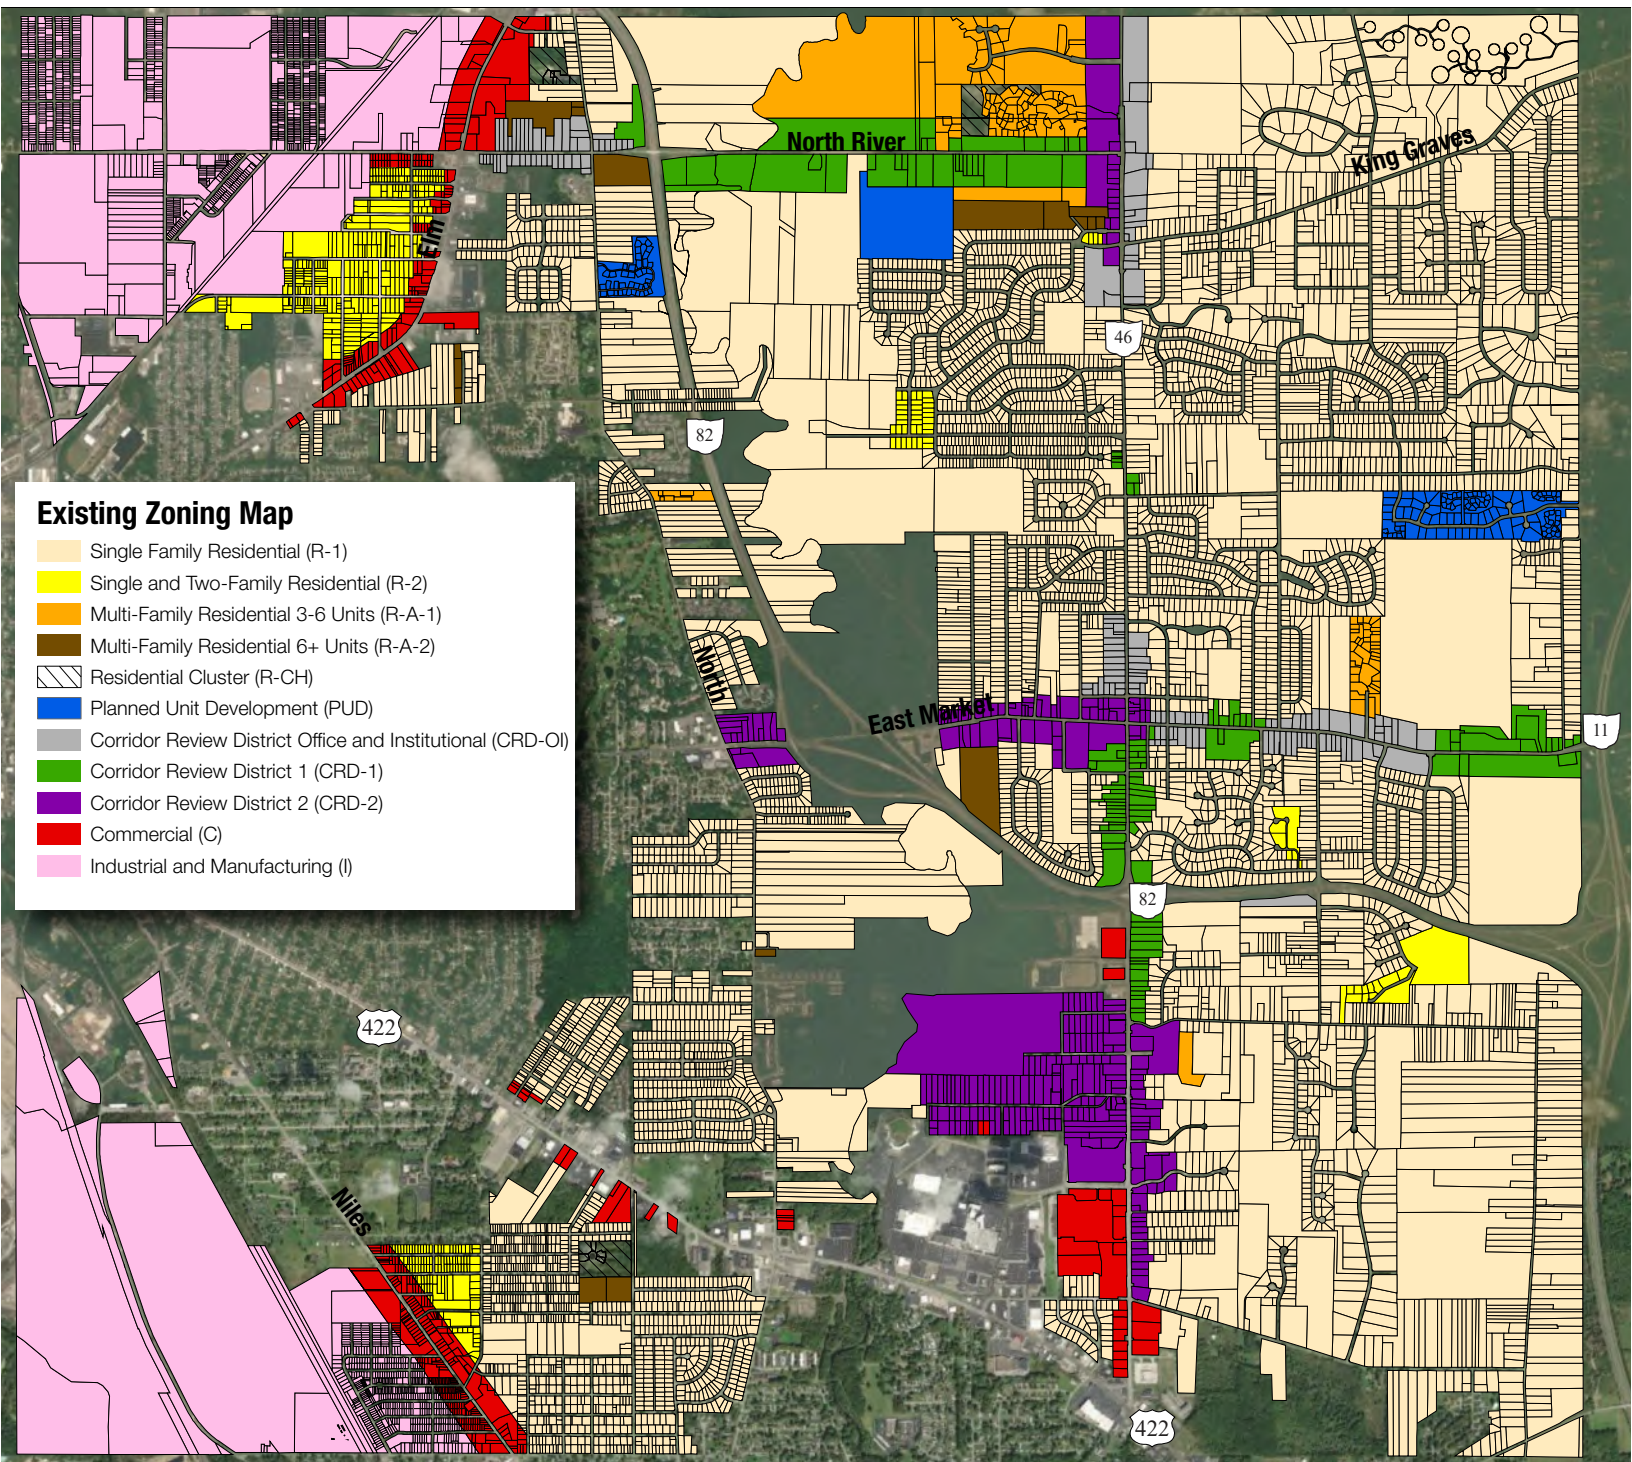 North River
King Graves
Elm
46
82
Existing Zoning Map
Single Family Residential (R-1)
Single and Two-Family Residential (R-2)
Multi-Family Residential 3-6 Units (R-A-1)
Multi-Family Residential 6+ Units (R-A-2)
Residential Cluster (R-CH)
Planned Unit Development (PUD)
Corridor Review District Office and Institutional (CRD-OI)
Corridor Review District 1 (CRD-1)
Corridor Review District 2 (CRD-2)
Commercial (C)
Industrial and Manufacturing (I)
North
East Market
11
82
422
Niles
422